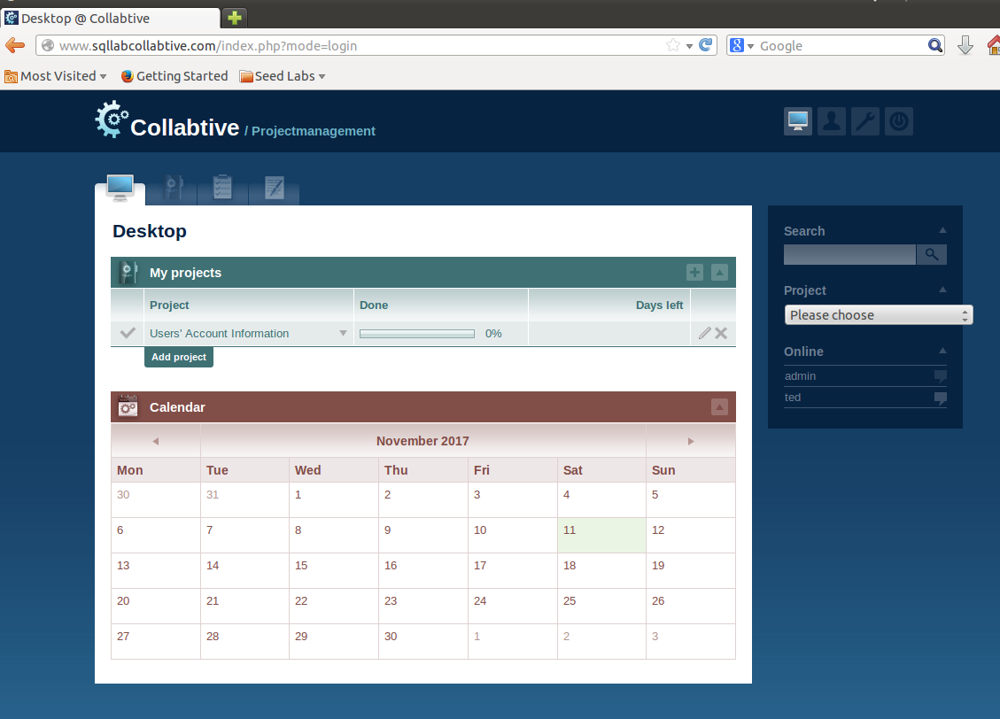 Desktop @ Collabtive
www.sqllabcollabtive.com/index.php?mode=login
8 Google
Most Visited Getting Started Seed Labs
Collabtive / Projectmanagement
Desktop
My projects
Project Done Days left
Users' Account Information 0%
Add project
Calendar
November 2017
Mon Tue Wed Thu Fri Sat Sun
30 31 1 2 3 4 5
6 7 8 9 10 11 12
13 14 15 16 17 18 19
20 21 22 23 24 25 26
27 28 29 30 1 2 3
Search
Project
Please choose
Online
admin
ted